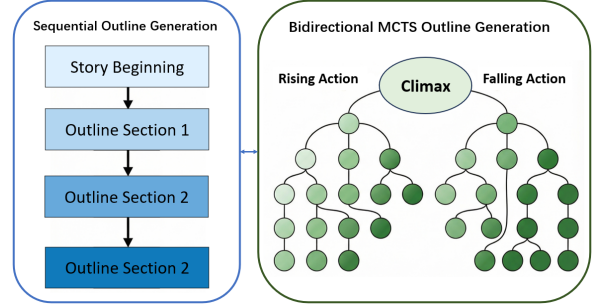 Sequential Outline Generation
Story Beginning
Outline Section 1
Outline Section 2
Outline Section 2
Bidirectional MCTS Outline Generation
Rising Action
Climax
Falling Action